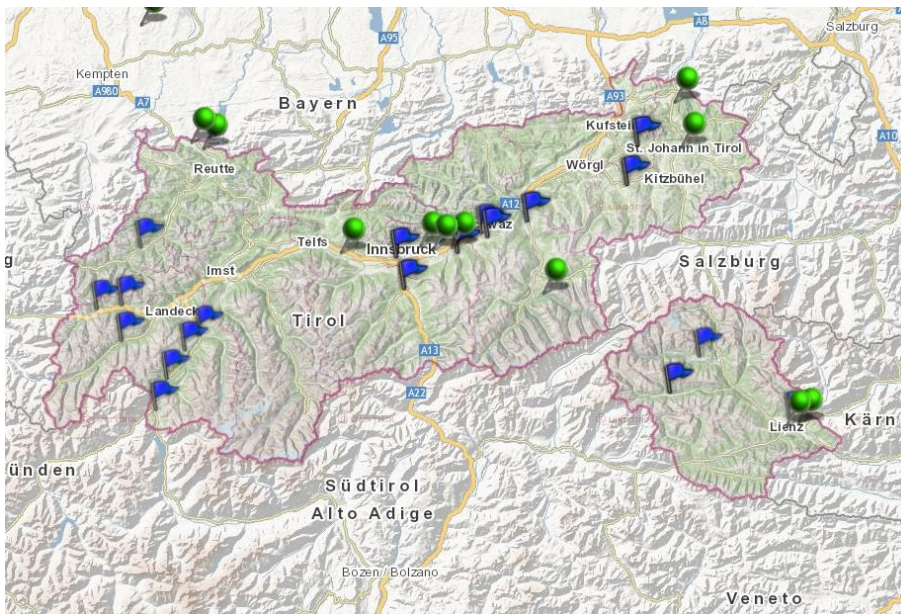 A95
A8
Salzburg
Kempten
A980
A7
Bayern
A93
Kufstein
A10
St. Johann in Tirol
Wörgl
Reutte
Kitzbühel
A12
Telfs
Innsbruck
Salzburg
Imst
Landeck
Tirol
A13
A22
Lienz
Kärn
ünden
Südtirol
Alto Adige
Bozen / Bolzano
Veneto